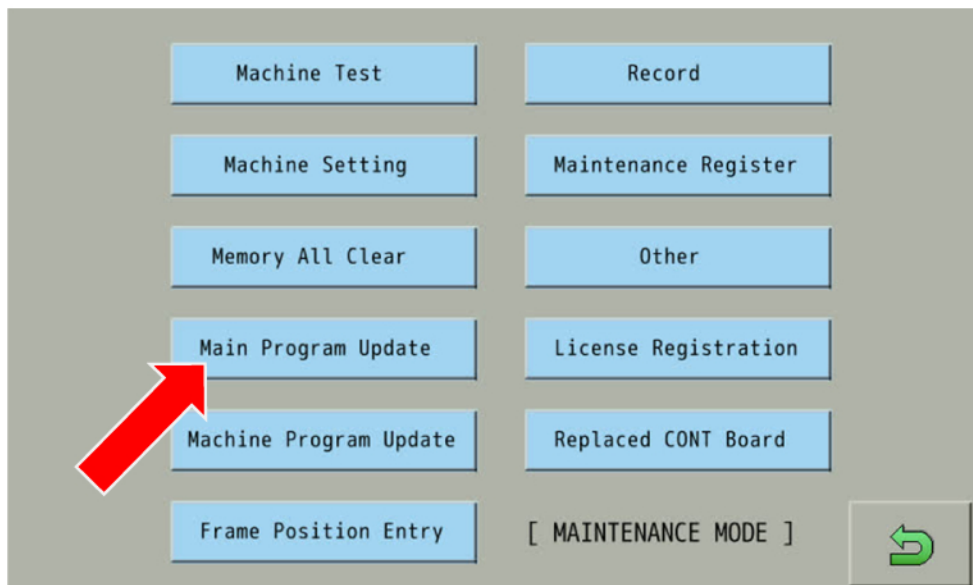 Machine Test
Record
Machine Setting
Maintenance Register
Memory All Clear
Other
Main Program Update
License Registration
Machine Program Update
Replaced CONT Board
Frame Position Entry
[ MAINTENANCE MODE ]